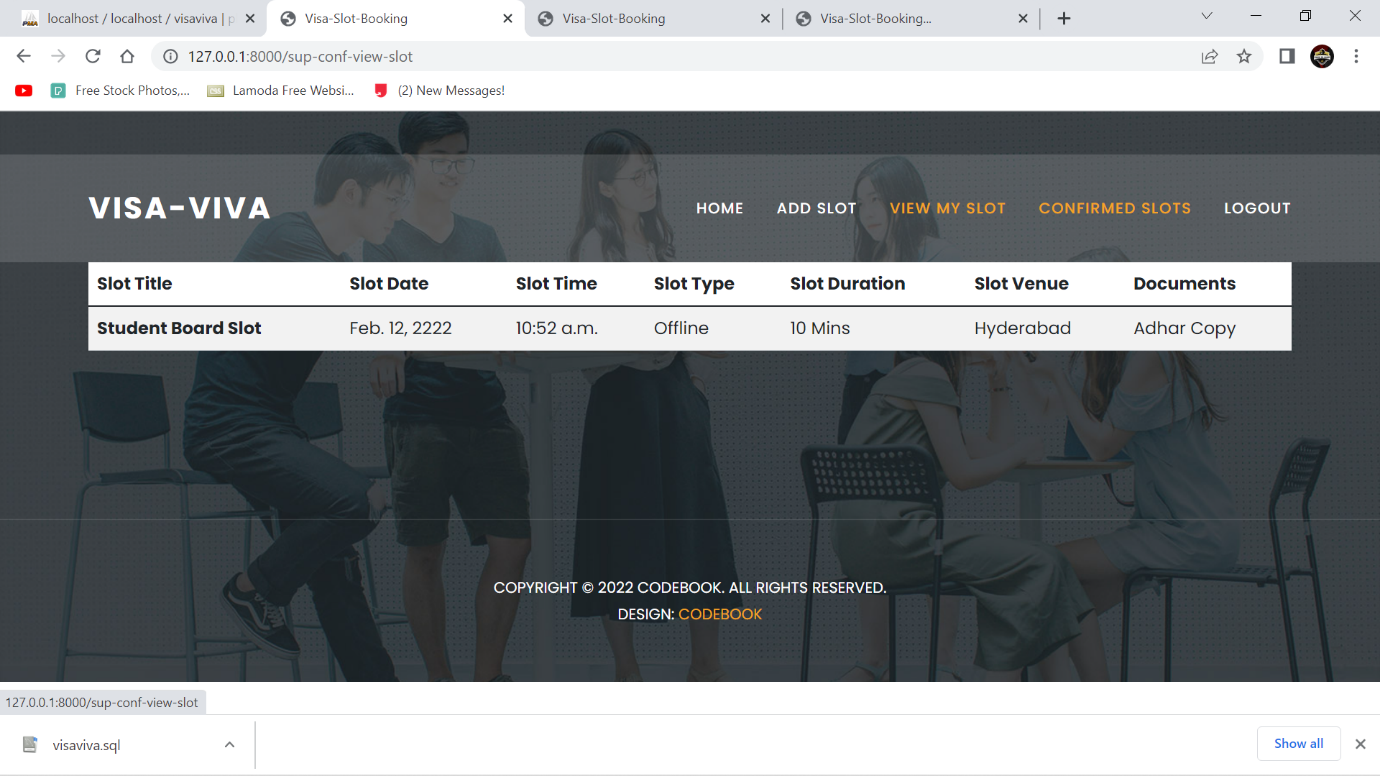 localhost / localhost / visaviva | p
Visa-Slot-Booking
Visa-Slot-Booking
Visa-Slot-Booking...
127.0.0.1:8000/sup-conf-view-slot
Free Stock Photos,...
Lamoda Free Websi...
(2) New Messages!
VISA-VIVA
HOME ADD SLOT VIEW MY SLOT CONFIRMED SLOTS LOGOUT
Slot Title Slot Date Slot Time Slot Type Slot Duration Slot Venue Documents
Student Board Slot Feb. 12, 2222 10:52 a.m. Offline 10 Mins Hyderabad Adhar Copy
COPYRIGHT © 2022 CODEBOOK. ALL RIGHTS RESERVED.
DESIGN: CODEBOOK
127.0.0.1:8000/sup-conf-view-slot
visaviva.sql
Show all